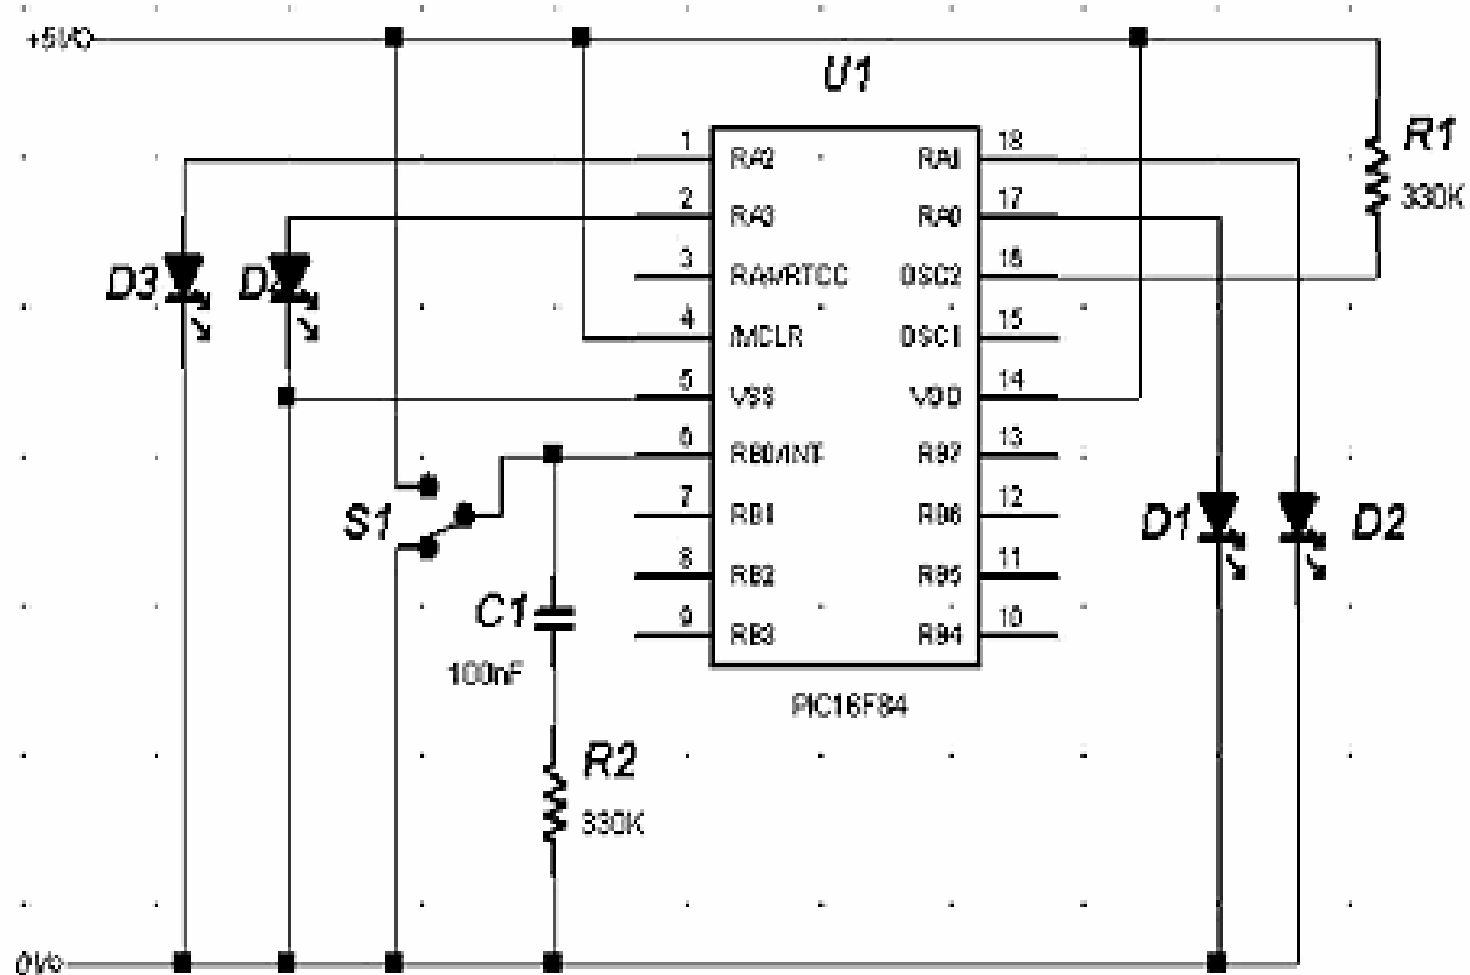 +5V
U1
R1
330K
1 RA2 RA1 18
2 RA3 RA0 17
3 RA4/RTCC OSC2 16
4 /MCLR OSC1 15
5 VSS VDD 14
6 RB0/INT RB7 13
7 RB1 RB6 12
8 RB2 RB5 11
9 RB3 RB4 10
PIC16F84
D3
S1
D1
D2
C1
100nF
R2
330K
0V